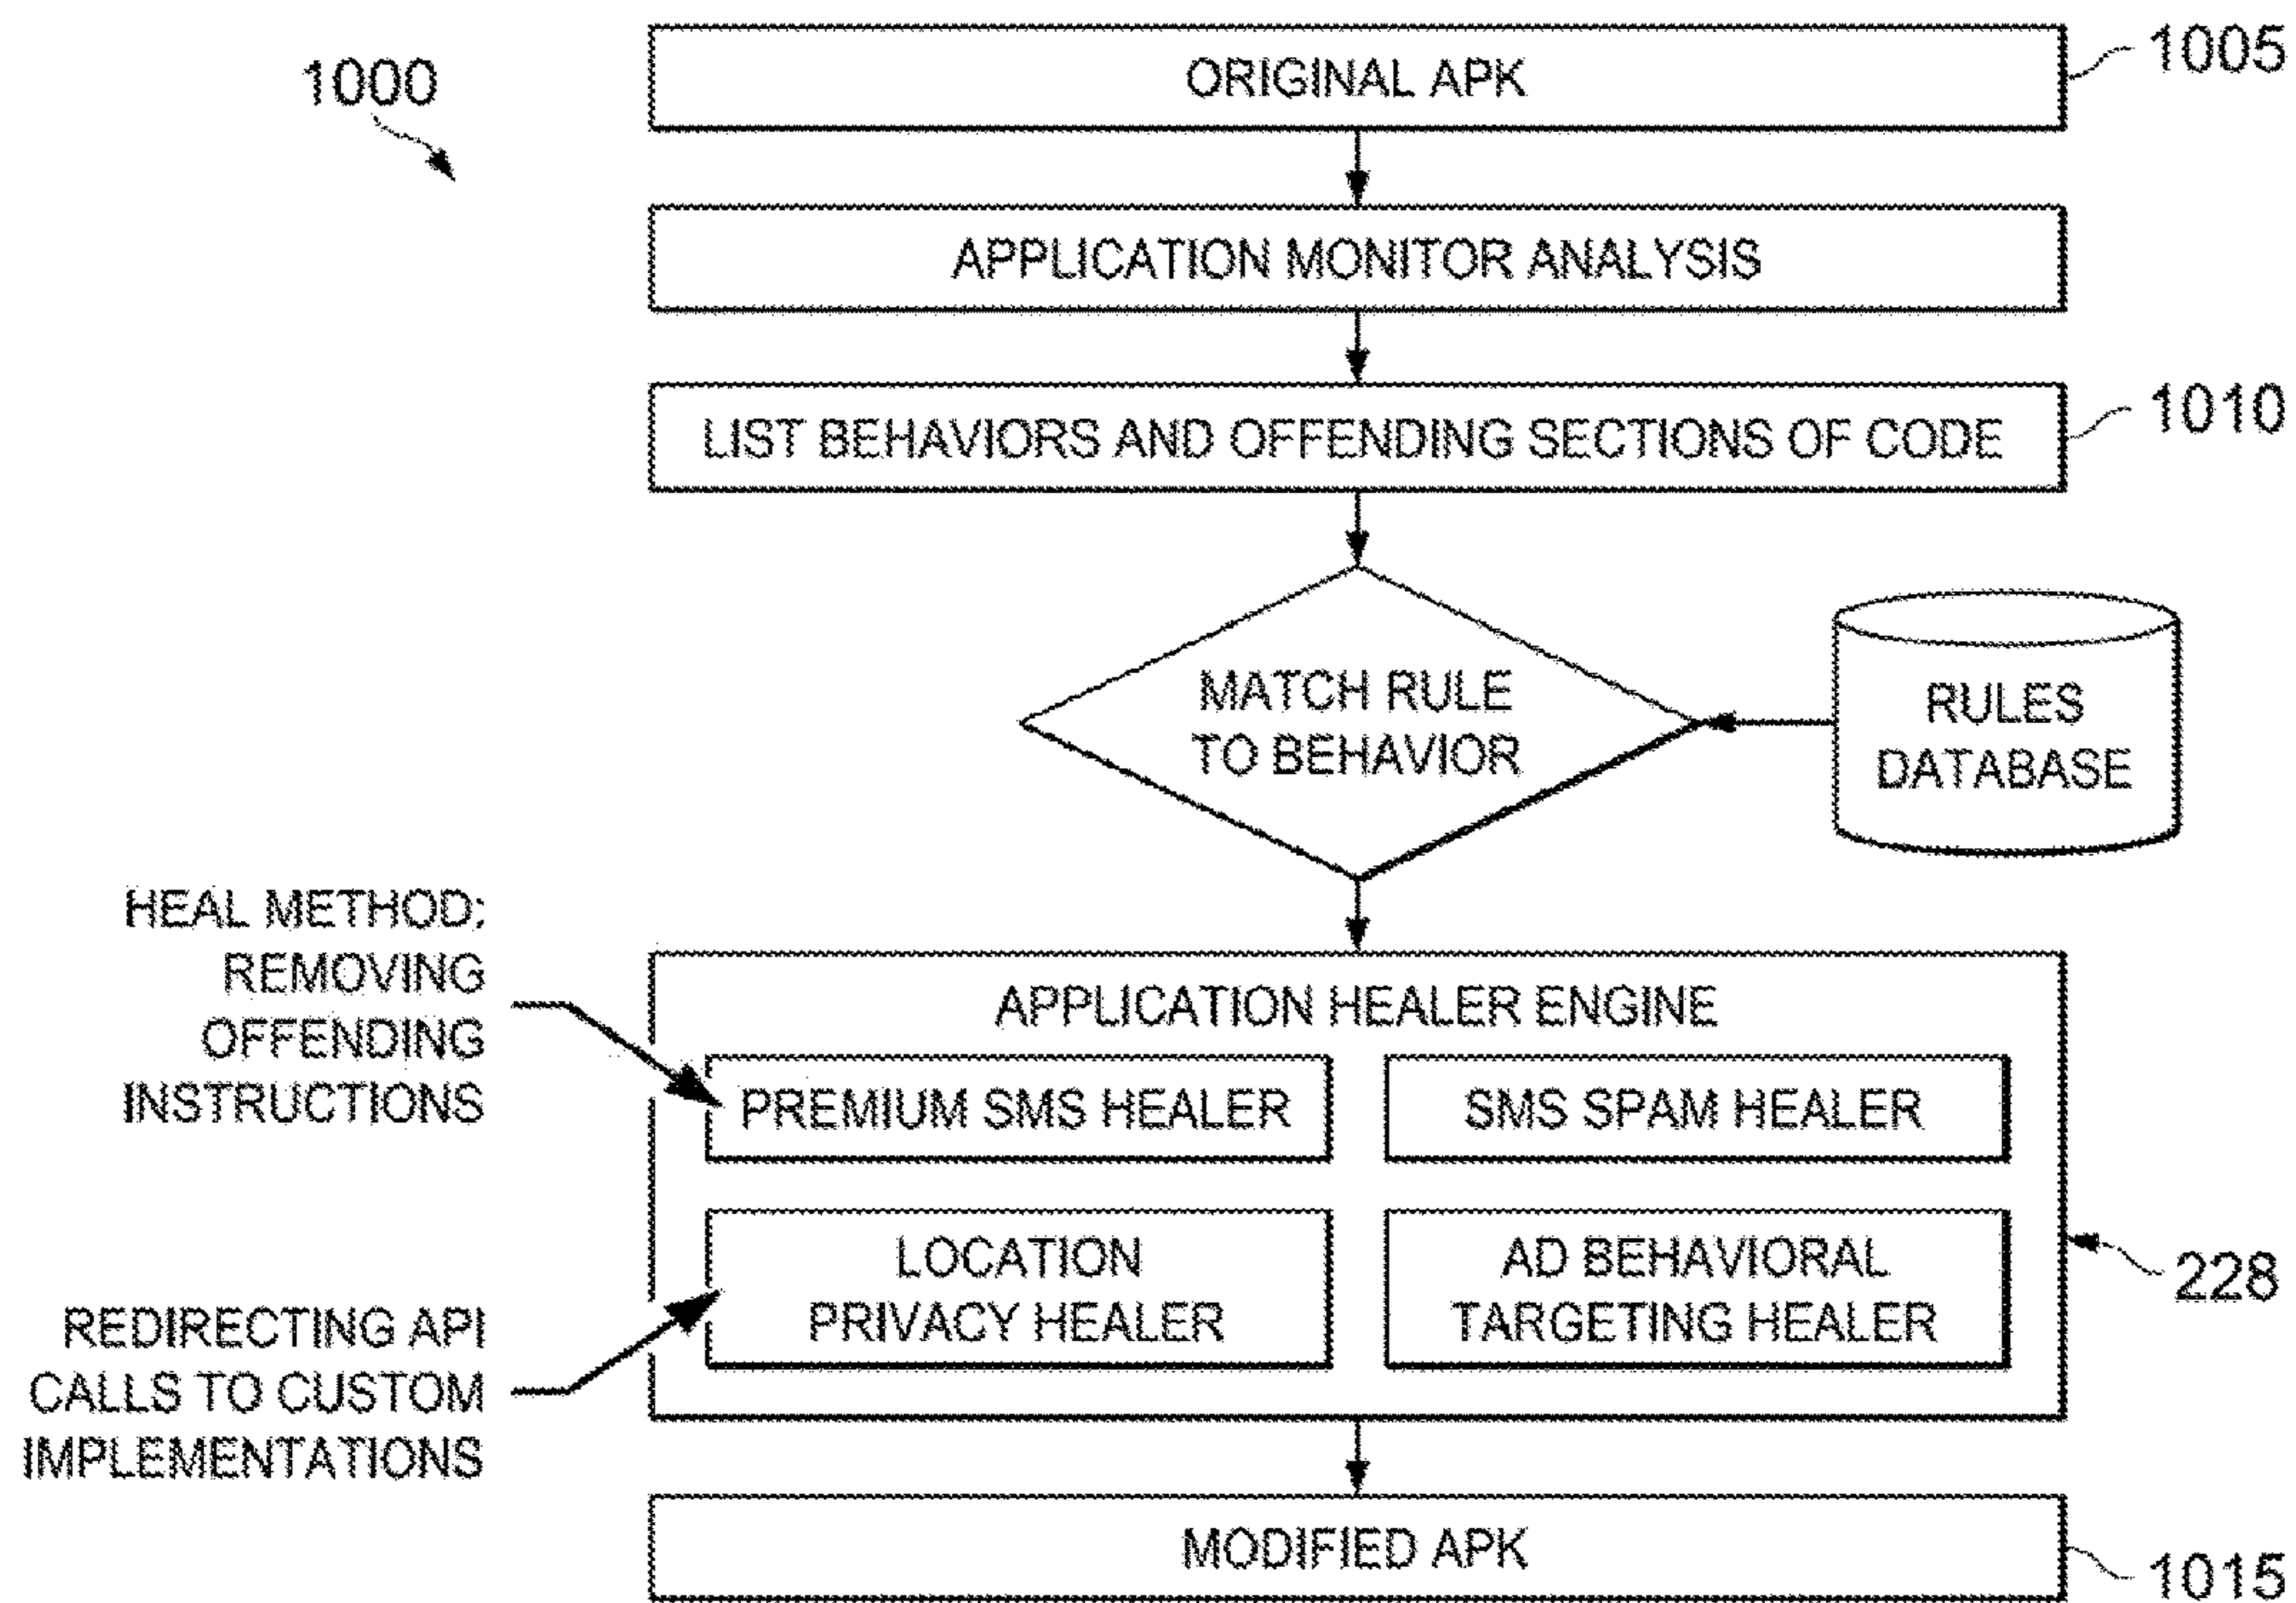 1000
ORIGINAL APK
1005
APPLICATION MONITOR ANALYSIS
LIST BEHAVIORS AND OFFENDING SECTIONS OF CODE
1010
MATCH RULE
TO BEHAVIOR
RULES
DATABASE
HEAL METHOD;
REMOVING
OFFENDING
INSTRUCTIONS
APPLICATION HEALER ENGINE
PREMIUM SMS HEALER
SMS SPAM HEALER
LOCATION
PRIVACY HEALER
AD BEHAVIORAL
TARGETING HEALER
228
REDIRECTING API
CALLS TO CUSTOM
IMPLEMENTATIONS
MODIFIED APK
1015